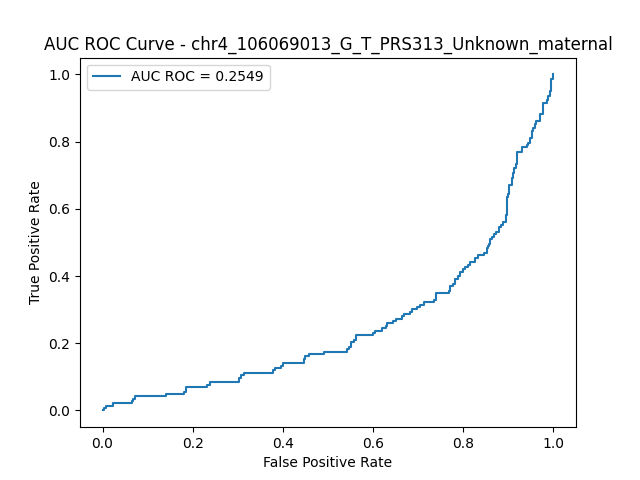 AUC ROC Curve - chr4_106069013_G_T_PRS313_Unknown_maternal
AUC ROC = 0.2549
1.0
0.8
0.6
0.4
0.2
0.0
True Positive Rate
0.0 0.2 0.4 0.6 0.8 1.0
False Positive Rate